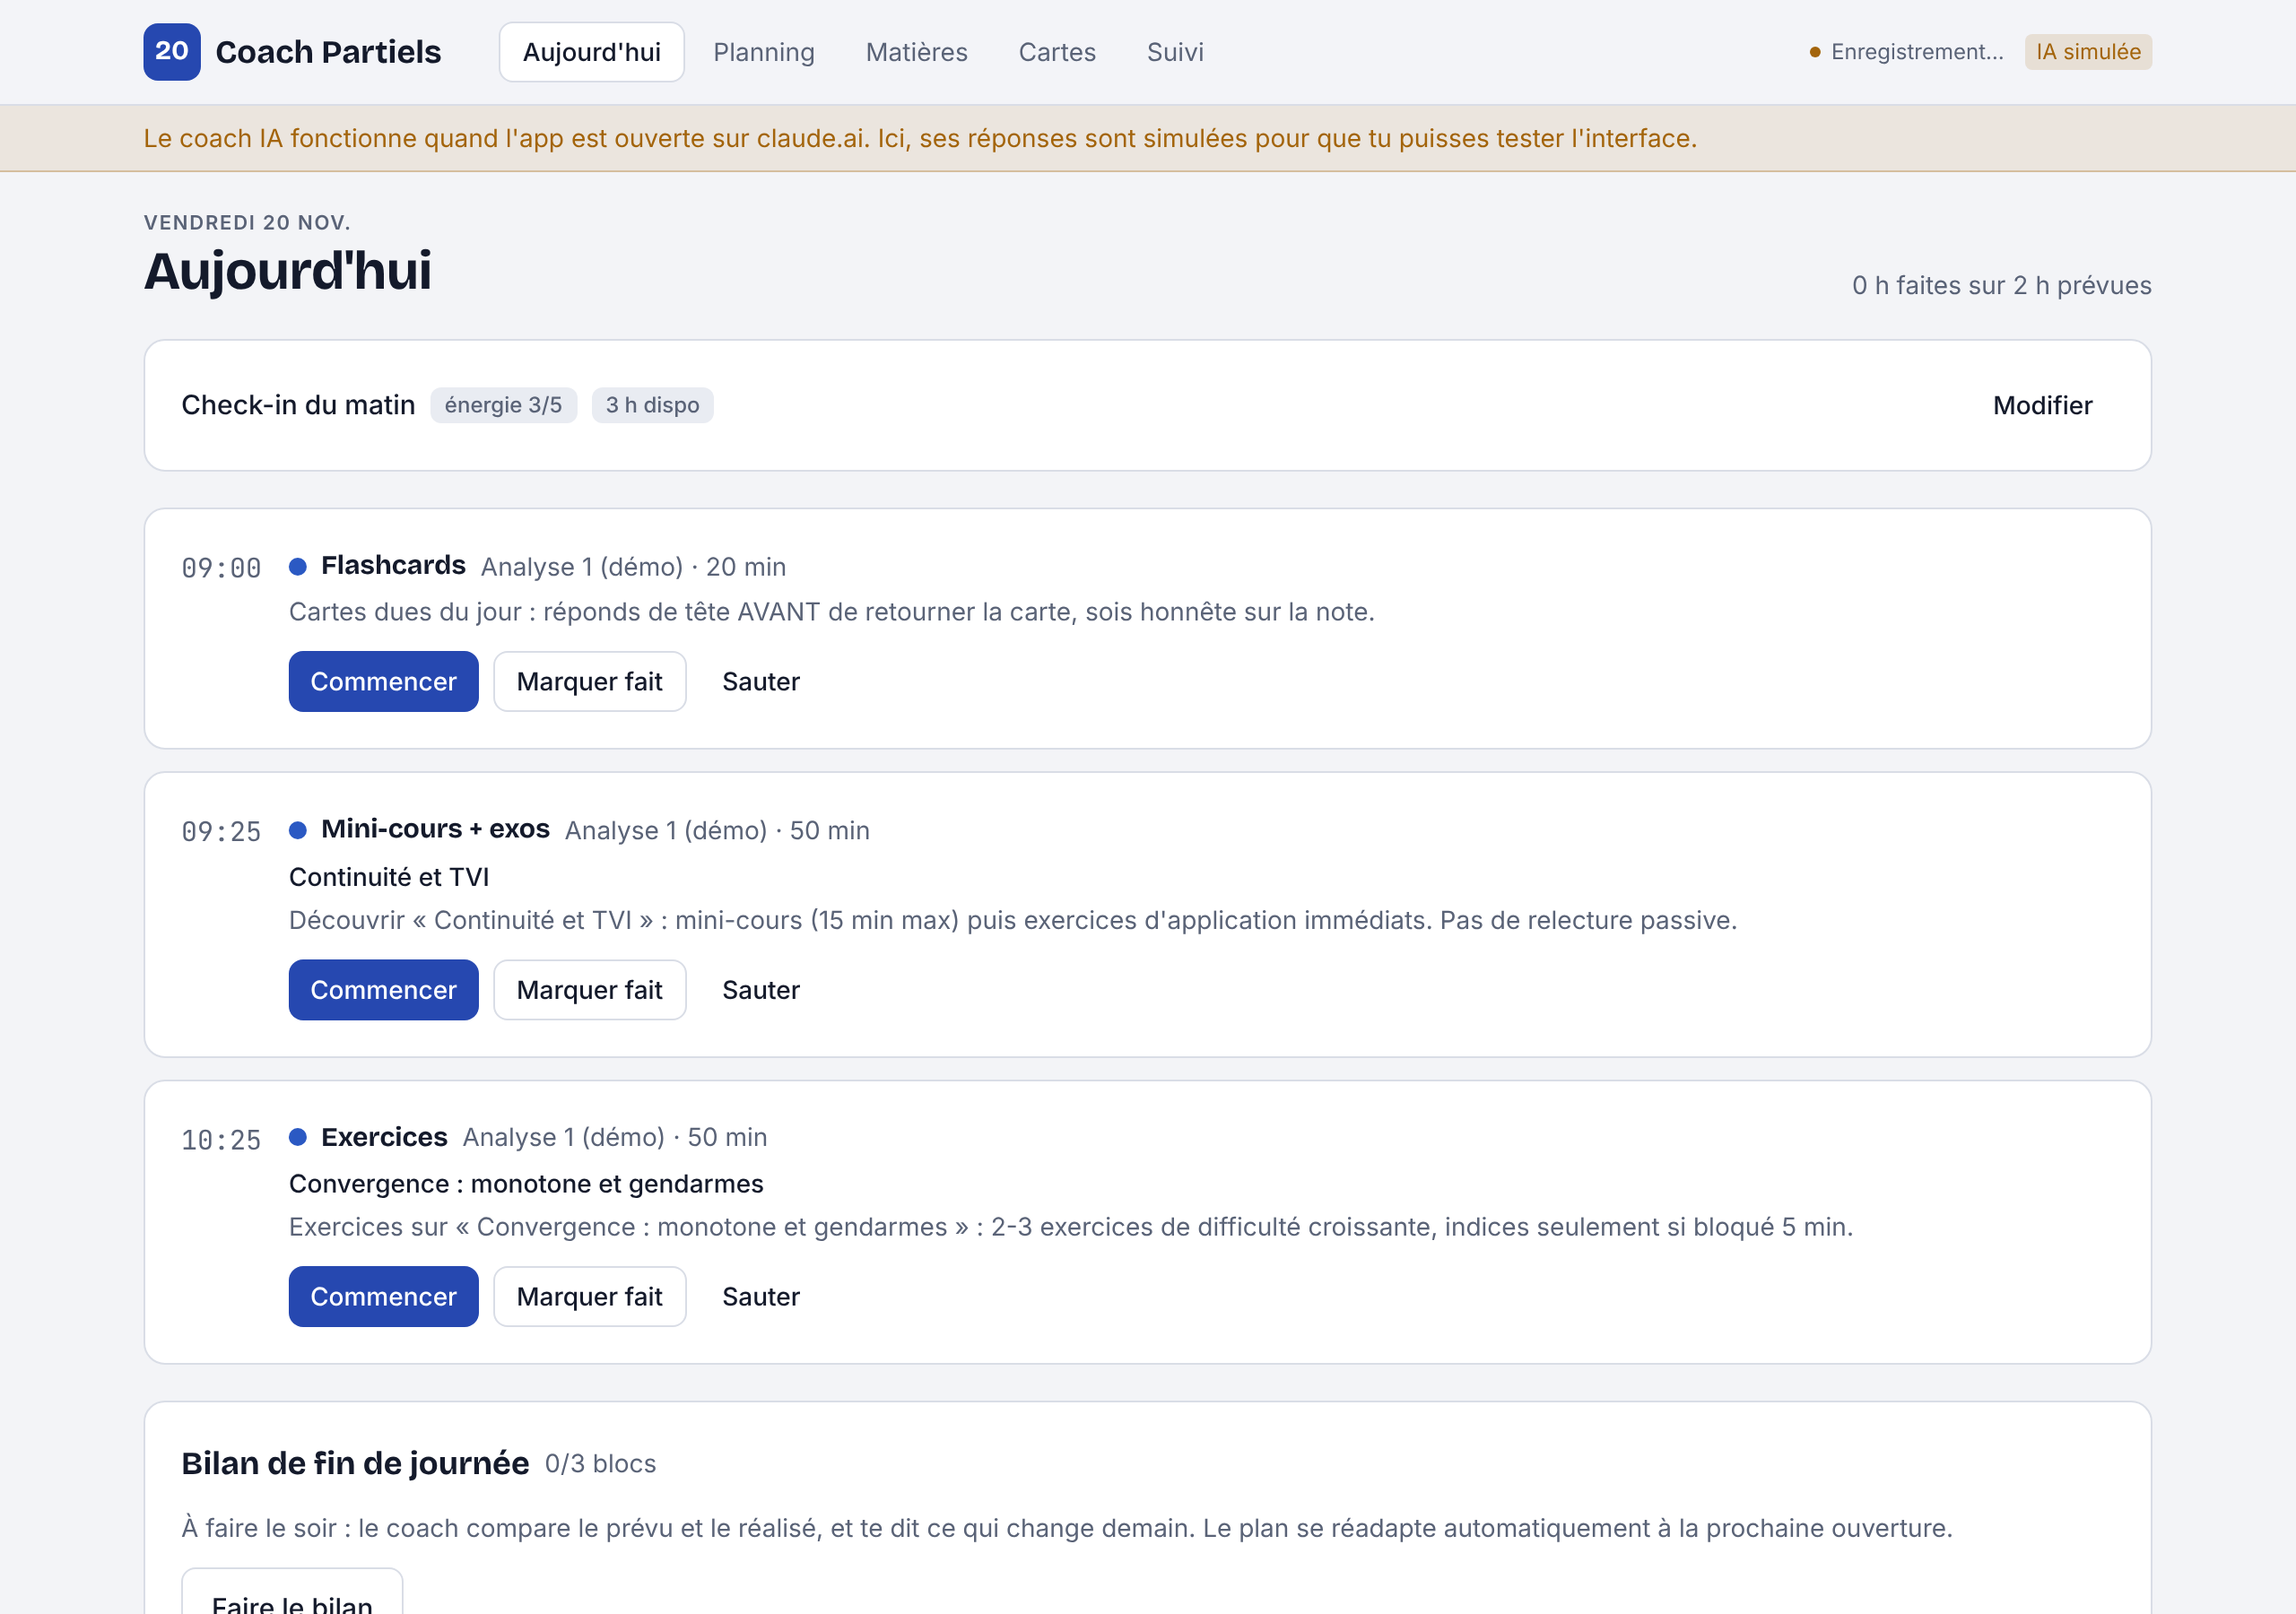 20 Coach Partiels Aujourd'hui Planning Matières Cartes Suivi Enregistrement... IA simulée
Le coach IA fonctionne quand l'app est ouverte sur claude.ai. Ici, ses réponses sont simulées pour que tu puisses tester l'interface.
VENDREDI 20 NOV.
Aujourd'hui
0 h faites sur 2 h prévues
Check-in du matin énergie 3/5 3 h dispo Modifier
09:00 Flashcards Analyse 1 (démo) · 20 min
Cartes dues du jour : réponds de tête AVANT de retourner la carte, sois honnête sur la note.
Commencer Marquer fait Sauter
09:25 Mini-cours + exos Analyse 1 (démo) · 50 min
Continuité et TVI
Découvrir « Continuité et TVI » : mini-cours (15 min max) puis exercices d'application immédiats. Pas de relecture passive.
Commencer Marquer fait Sauter
10:25 Exercices Analyse 1 (démo) · 50 min
Convergence : monotone et gendarmes
Exercices sur « Convergence : monotone et gendarmes » : 2-3 exercices de difficulté croissante, indices seulement si bloqué 5 min.
Commencer Marquer fait Sauter
Bilan de fin de journée 0/3 blocs
À faire le soir : le coach compare le prévu et le réalisé, et te dit ce qui change demain. Le plan se réadapte automatiquement à la prochaine ouverture.
Faire le bilan